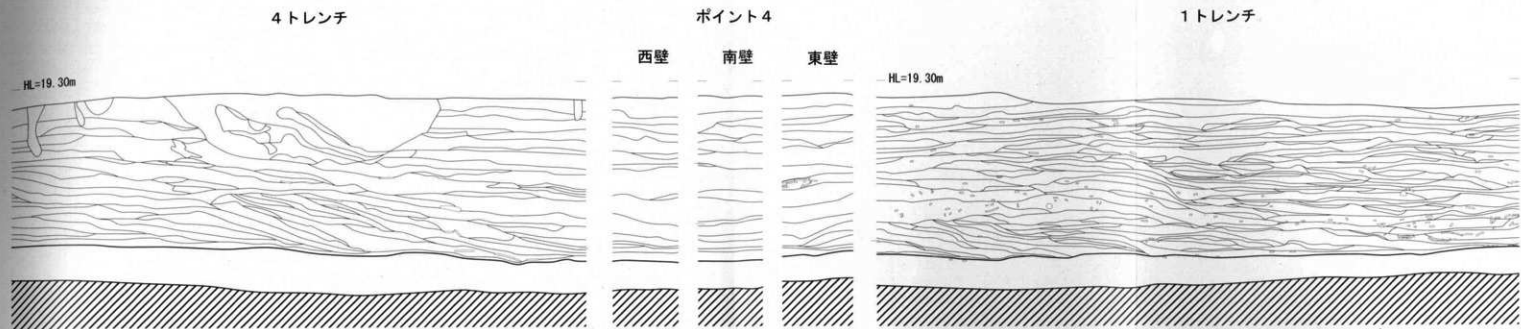 4トレンチ
ポイント4
1トレンチ
西壁
南壁
東壁
HL=19.30m
HL=19.30m